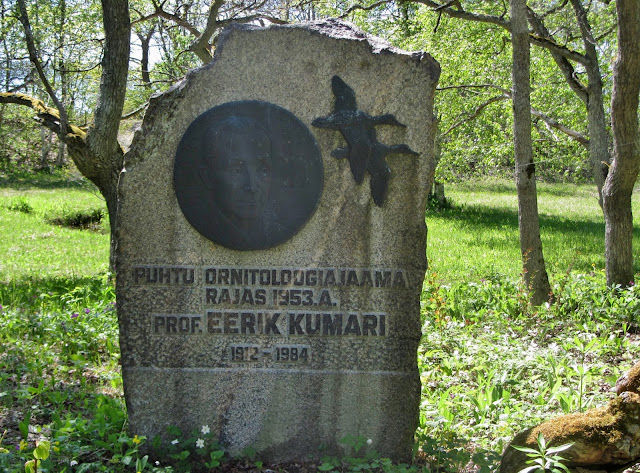 PUHTU ORNITOLOOGIAJAAMA
RAJAS 1953.A.
PROF. EERIK KUMARI
1912 - 1984